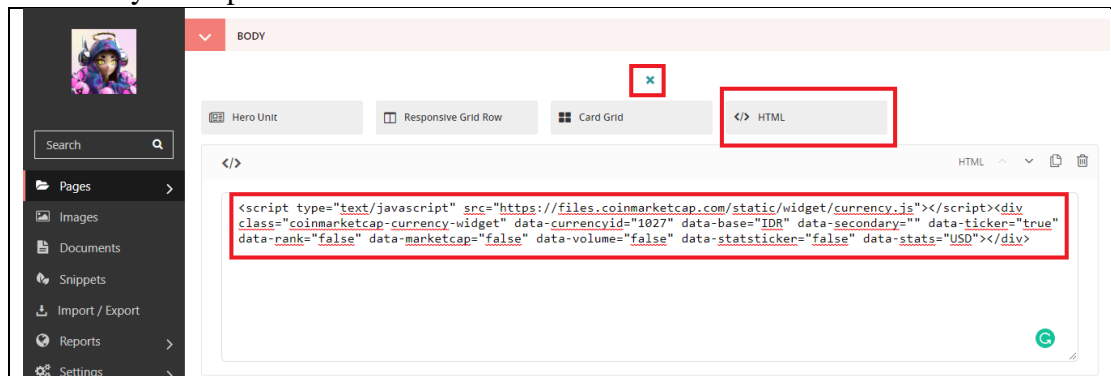 BODY
Hero Unit
Responsive Grid Row
Card Grid
</> HTML
Search
</>
HTML
Pages
<script type="text/javascript" src="https://files.coinmarketcap.com/static/widget/currency.js"></script><div
class="coinmarketcap-currency-widget" data-currencyid="1027" data-base="IDR" data-secondary="" data-ticker="true"
data-rank="false" data-marketcap="false" data-volume="false" data-statsticker="false" data-stats="USD"></div>
Images
Documents
Snippets
Import / Export
Reports
Settings